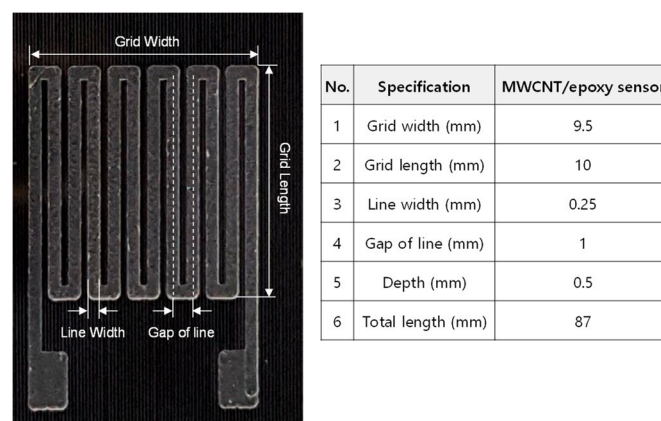 Grid Width
Grid Length
Line Width
Gap of line
No. Specification MWCNT/epoxy sensor
1 Grid width (mm) 9.5
2 Grid length (mm) 10
3 Line width (mm) 0.25
4 Gap of line (mm) 1
5 Depth (mm) 0.5
6 Total length (mm) 87